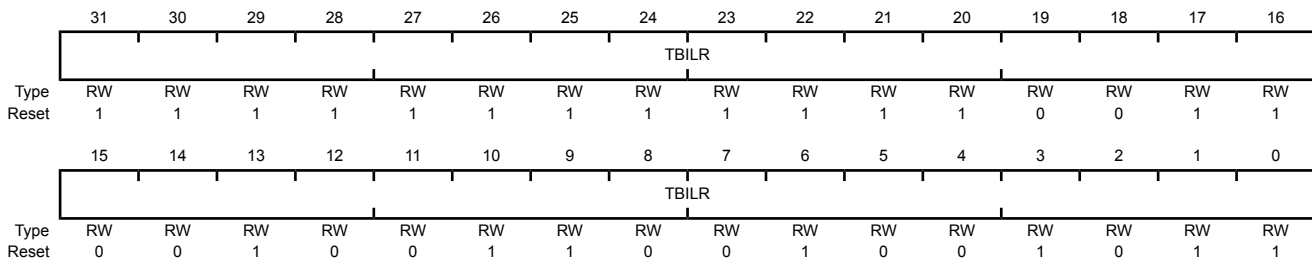 31 30 29 28 27 26 25 24 23 22 21 20 19 18 17 16
TBILR
Type RW RW RW RW RW RW RW RW RW RW RW RW RW RW RW RW
Reset 1 1 1 1 1 1 1 1 1 1 1 1 0 0 1 1
15 14 13 12 11 10 9 8 7 6 5 4 3 2 1 0
TBILR
Type RW RW RW RW RW RW RW RW RW RW RW RW RW RW RW RW
Reset 0 0 1 0 0 1 1 0 0 1 0 0 1 0 1 1